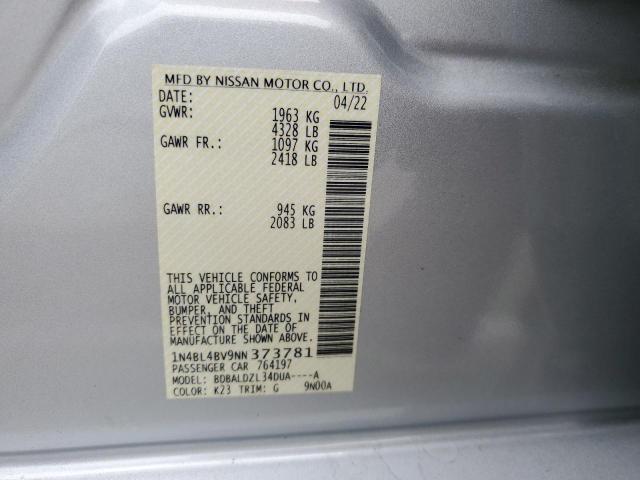 MFD BY NISSAN MOTOR CO., LTD.
DATE: 04/22
GVWR: 1963 KG
4328 LB
GAWR FR.: 1097 KG
2418 LB
GAWR RR.: 945 KG
2083 LB
THIS VEHICLE CONFORMS TO
ALL APPLICABLE FEDERAL
MOTOR VEHICLE SAFETY,
BUMPER, AND THEFT
PREVENTION STANDARDS IN
EFFECT ON THE DATE OF
MANUFACTURE SHOWN ABOVE.
1N4BL4BV9NN373781
PASSENGER CAR 764197
MODEL: BDBALDZL34DUA----A
COLOR: K23 TRIM: G 9N00A